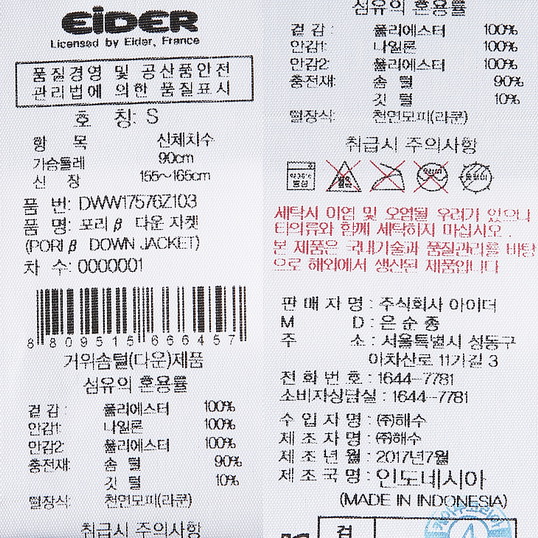 EIDER
Licensed by Eider, France
품질경영 및 공산품안전
관리법에 의한 품질표시
호 칭: S
항 목 신체치수
가슴둘레 90cm
신 장 155~165cm
품 번: DWW17576Z103
품 명: 포리β 다운 자켓
(PORI β DOWN JACKET)
차 수: 0000001
8 809515 666457
거위솜털(다운)제품
섬유의 혼용률
겉감: 폴리에스터 100%
안감1: 나일론 100%
안감2: 폴리에스터 100%
충전재: 솜 털 90%
깃 털 10%
털장식: 천연모피(라쿤)
취급시 주의사항
섬유의 혼용률
겉감: 폴리에스터 100%
안감1: 나일론 100%
안감2: 폴리에스터 100%
충전재: 솜 털 90%
깃 털 10%
털장식: 천연모피(라쿤)
취급시 주의사항
세탁시 이염 및 오염될 우려가 있으니
타의류와 함께 세탁하지 마십시오.
본 제품은 국내기술과 품질관리를 바탕
으로 해외에서 생산된 제품입니다
판 매 자 명 : 주식회사 아이더
M D : 은 순 종
주 소 : 서울특별시 성동구
아차산로 11가길 3
전 화 번 호 : 1644-7781
소비자상담실 : 1644-7781
수 입 자 명 : ㈜해수
제 조 자 명 : ㈜해수
제 조 년 월 : 2017년7월
제 조 국 명 : 인도네시아
(MADE IN INDONESIA)
겉